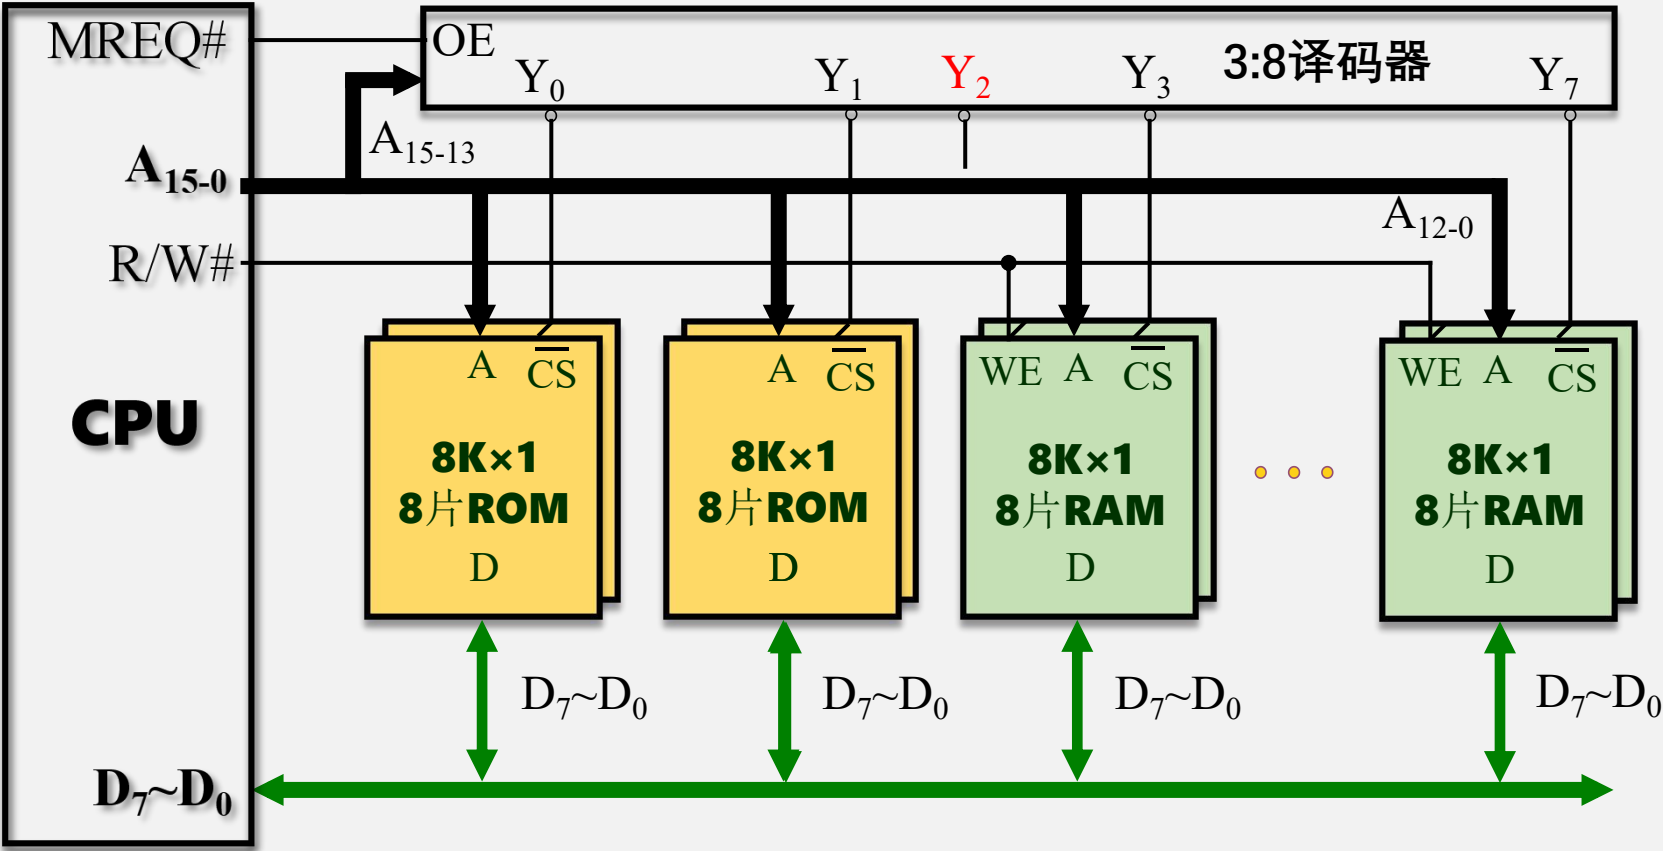 MREQ#
OE
3:8译码器
Y0
Y1
Y2
Y3
Y7
A15-13
A15-0
A12-0
R/W#
A
CS
A
CS
WE
A
CS
WE
A
CS
CPU
8K×1
8片ROM
8K×1
8片ROM
8K×1
8片RAM
8K×1
8片RAM
D
D
D
D
D7~D0
D7~D0
D7~D0
D7~D0
D7~D0